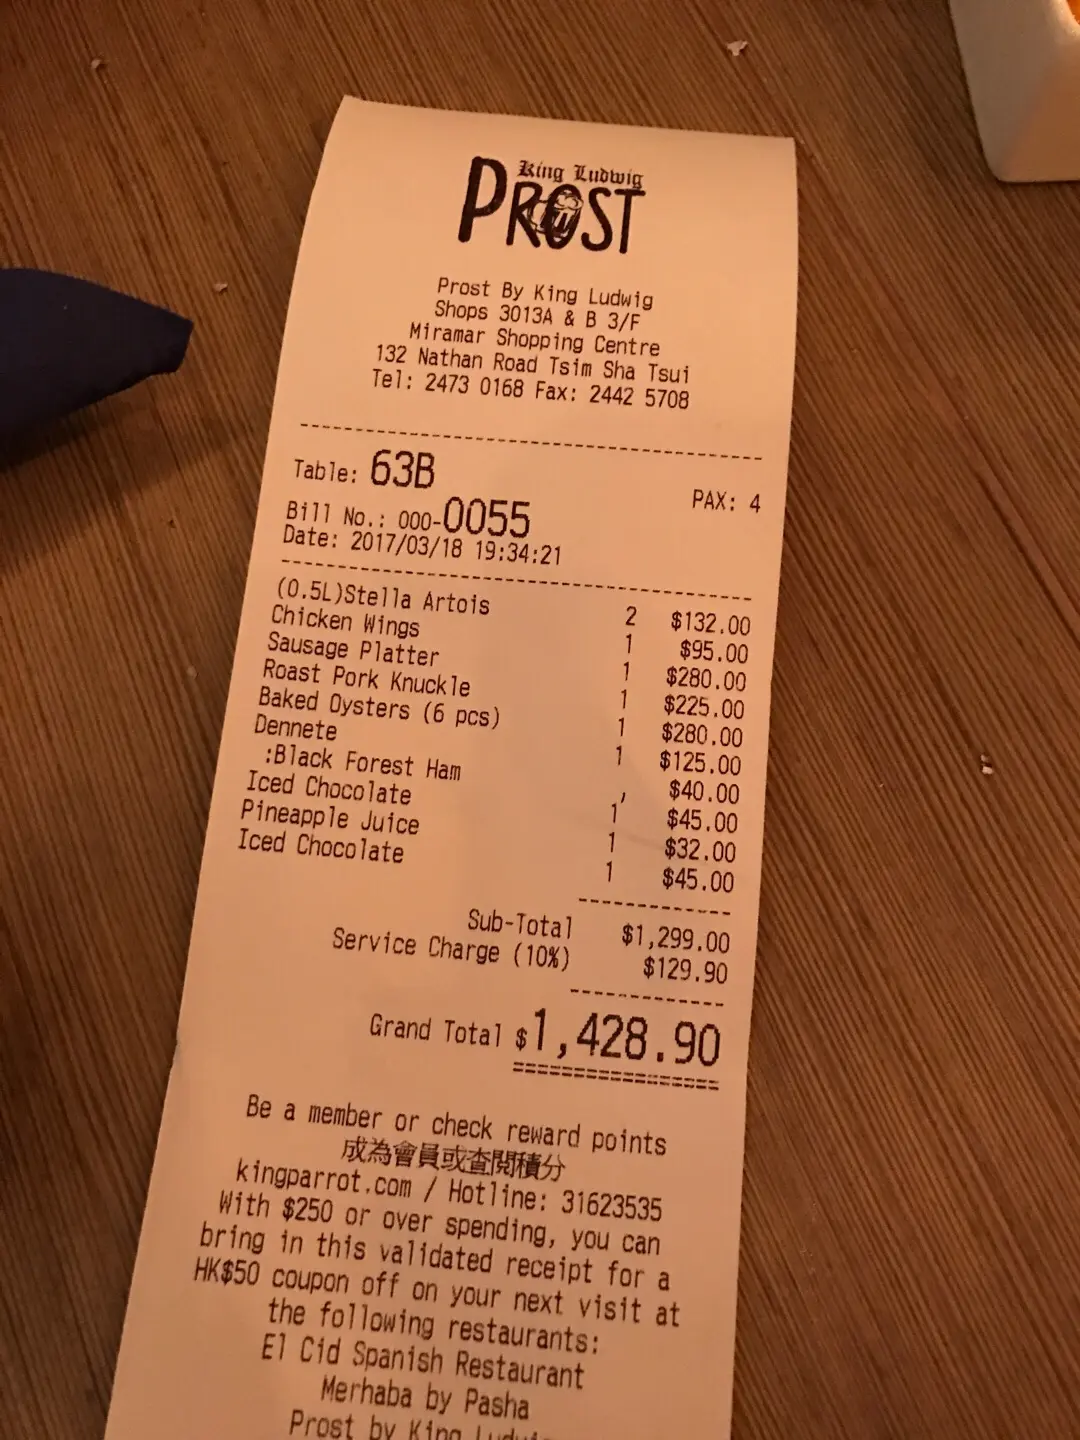 King Ludwig
PROST
Prost By King Ludwig
Shops 3013A & B 3/F
Miramar Shopping Centre
132 Nathan Road Tsim Sha Tsui
Tel: 2473 0168 Fax: 2442 5708
Table: 63B PAX: 4
Bill No.: 000-0055
Date: 2017/03/18 19:34:21
(0.5L)Stella Artois 2 $132.00
Chicken Wings 1 $95.00
Sausage Platter 1 $280.00
Roast Pork Knuckle 1 $225.00
Baked Oysters (6 pcs) 1 $280.00
Dennete 1 $125.00
:Black Forest Ham , $40.00
Iced Chocolate 1 $45.00
Pineapple Juice 1 $32.00
Iced Chocolate 1 $45.00
Sub-Total $1,299.00
Service Charge (10%) $129.90
Grand Total $1,428.90
Be a member or check reward points
成為會員或查閱積分
kingparrot.com / Hotline: 31623535
With $250 or over spending, you can
bring in this validated receipt for a
HK$50 coupon off on your next visit at
the following restaurants:
El Cid Spanish Restaurant
Merhaba by Pasha
Prost by King Ludwig